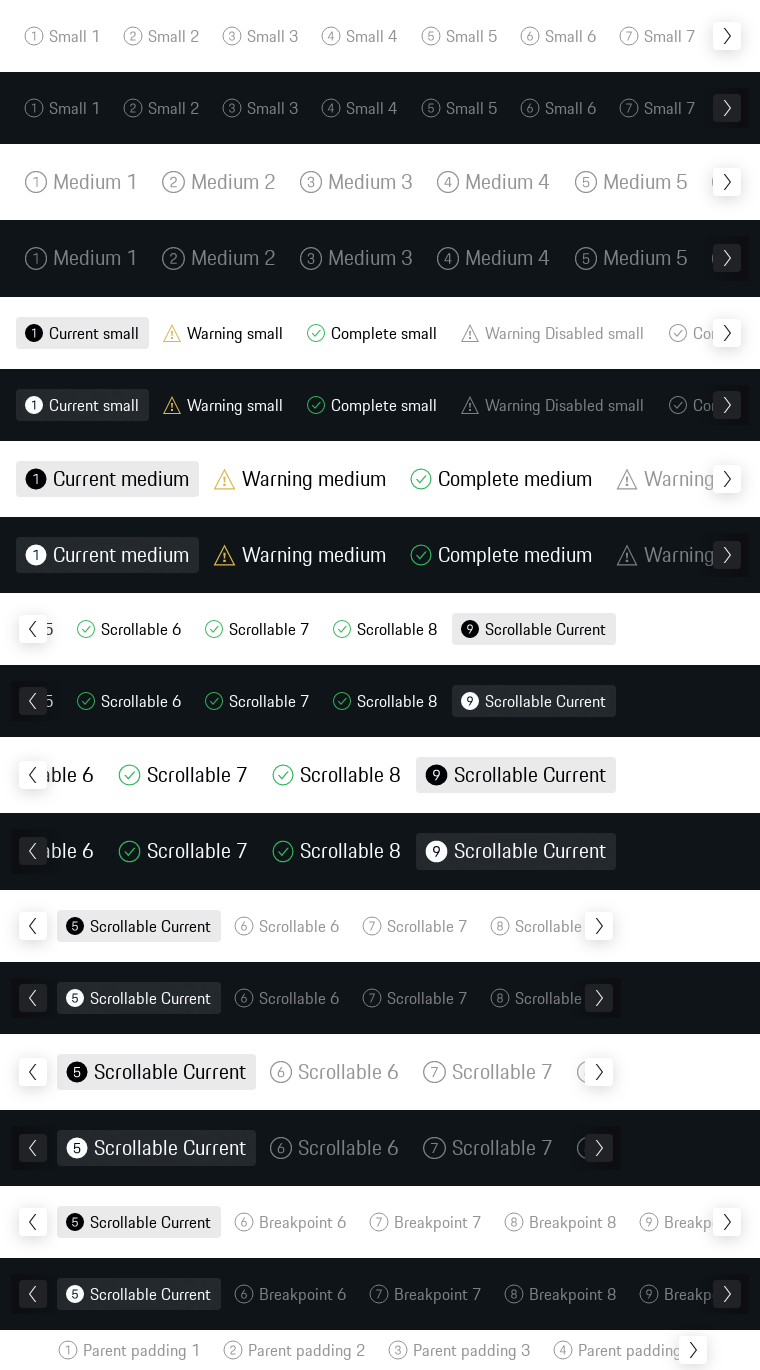 1 Small 1 2 Small 2 3 Small 3 4 Small 4 5 Small 5 6 Small 6 7 Small 7
1 Small 1 2 Small 2 3 Small 3 4 Small 4 5 Small 5 6 Small 6 7 Small 7
1 Medium 1 2 Medium 2 3 Medium 3 4 Medium 4 5 Medium 5
1 Medium 1 2 Medium 2 3 Medium 3 4 Medium 4 5 Medium 5
1 Current small Warning small Complete small Warning Disabled small
1 Current small Warning small Complete small Warning Disabled small
1 Current medium Warning medium Complete medium Warning
1 Current medium Warning medium Complete medium Warning
5 Scrollable 6 Scrollable 7 Scrollable 8 9 Scrollable Current
5 Scrollable 6 Scrollable 7 Scrollable 8 9 Scrollable Current
able 6 Scrollable 7 Scrollable 8 9 Scrollable Current
able 6 Scrollable 7 Scrollable 8 9 Scrollable Current
5 Scrollable Current 6 Scrollable 6 7 Scrollable 7 8 Scrollable
5 Scrollable Current 6 Scrollable 6 7 Scrollable 7 8 Scrollable
5 Scrollable Current 6 Scrollable 6 7 Scrollable 7
5 Scrollable Current 6 Scrollable 6 7 Scrollable 7
5 Scrollable Current 6 Breakpoint 6 7 Breakpoint 7 8 Breakpoint 8 9 Breakp
5 Scrollable Current 6 Breakpoint 6 7 Breakpoint 7 8 Breakpoint 8 9 Breakp
1 Parent padding 1 2 Parent padding 2 3 Parent padding 3 4 Parent padding